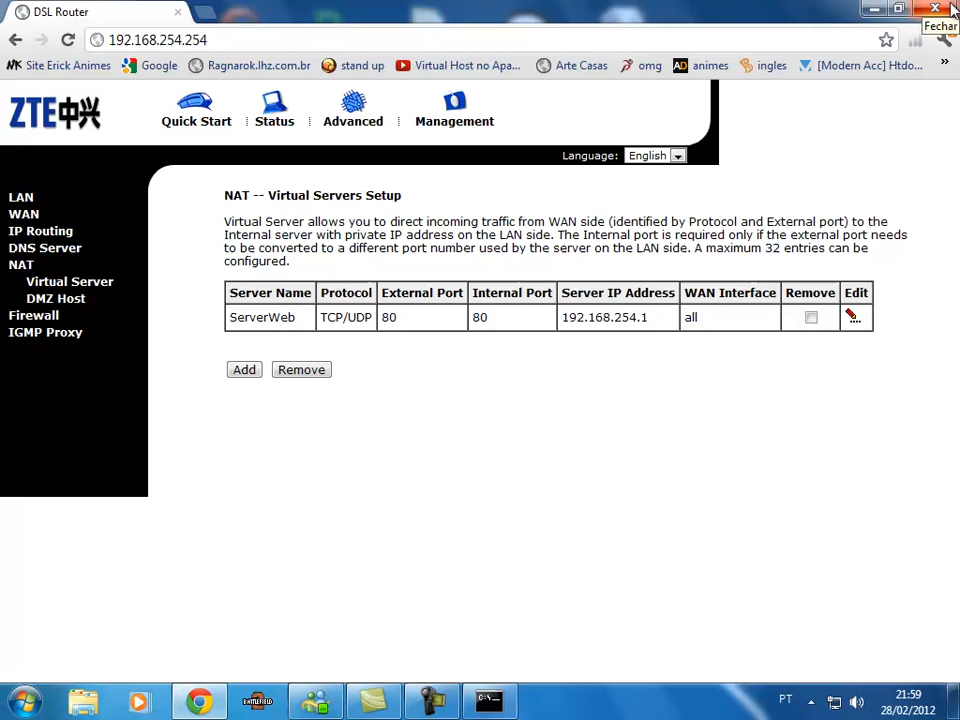 DSL Router
Fechar
192.168.254.254
Site Erick Animes
Google
Ragnarok.lhz.com.br
stand up
Virtual Host no Apa...
Arte Casas
omg
AD
animes
ingles
[Modern Acc] Htdo...
»
ZTE中兴
Quick Start
Status
Advanced
Management
Language: English
LAN
WAN
IP Routing
DNS Server
NAT
Virtual Server
DMZ Host
Firewall
IGMP Proxy
NAT -- Virtual Servers Setup
Virtual Server allows you to direct incoming traffic from WAN side (identified by Protocol and External port) to the
Internal server with private IP address on the LAN side. The Internal port is required only if the external port needs
to be converted to a different port number used by the server on the LAN side. A maximum 32 entries can be
configured.
Server Name Protocol External Port Internal Port Server IP Address WAN Interface Remove Edit
ServerWeb TCP/UDP 80 80 192.168.254.1 all
Add Remove
BATTLEFIELD
C:\
PT
21:59
28/02/2012